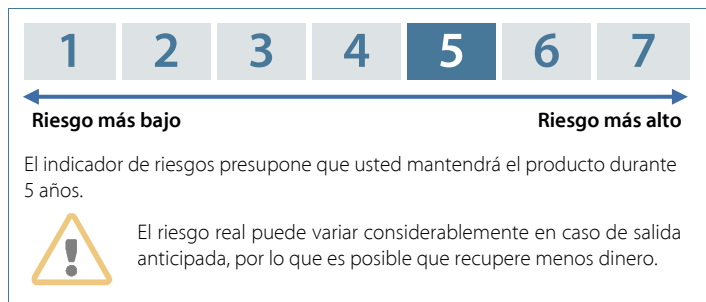 1 2 3 4 5 6 7
Riesgo más bajo Riesgo más alto
El indicador de riesgos presupone que usted mantendrá el producto durante
5 años.
El riesgo real puede variar considerablemente en caso de salida
anticipada, por lo que es posible que recupere menos dinero.